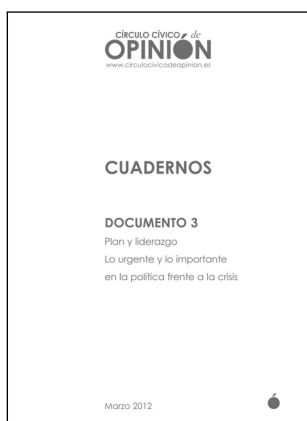 CÍRCULO CÍVICO de
OPINIÓN
www.circulocivicodeopinion.es
CUADERNOS
DOCUMENTO 3
Plan y liderazgo
Lo urgente y lo importante
en la política frente a la crisis
Marzo 2012